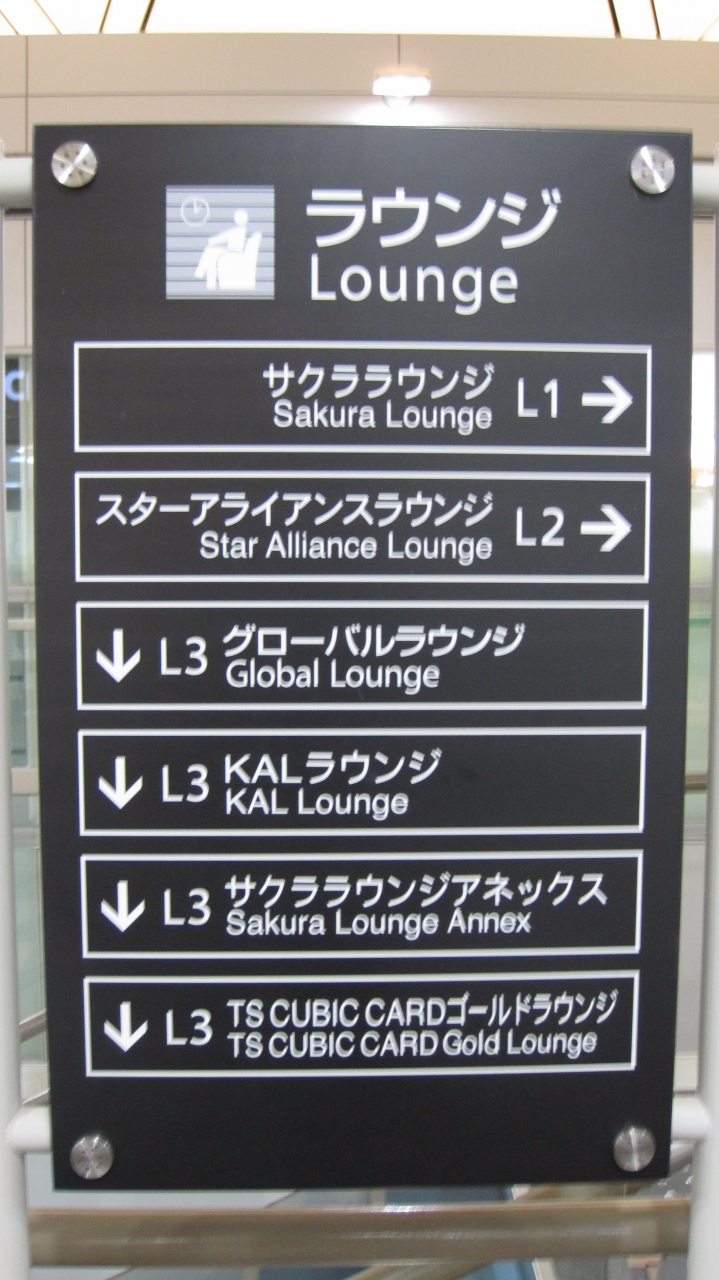 ラウンジ
Lounge
サクララウンジ
Sakura Lounge
L1 →
スターアライアンスラウンジ
Star Alliance Lounge
L2 →
↓ L3 グローバルラウンジ
Global Lounge
↓ L3 KALラウンジ
KAL Lounge
↓ L3 サクララウンジアネックス
Sakura Lounge Annex
↓ L3 TS CUBIC CARDゴールドラウンジ
TS CUBIC CARD Gold Lounge